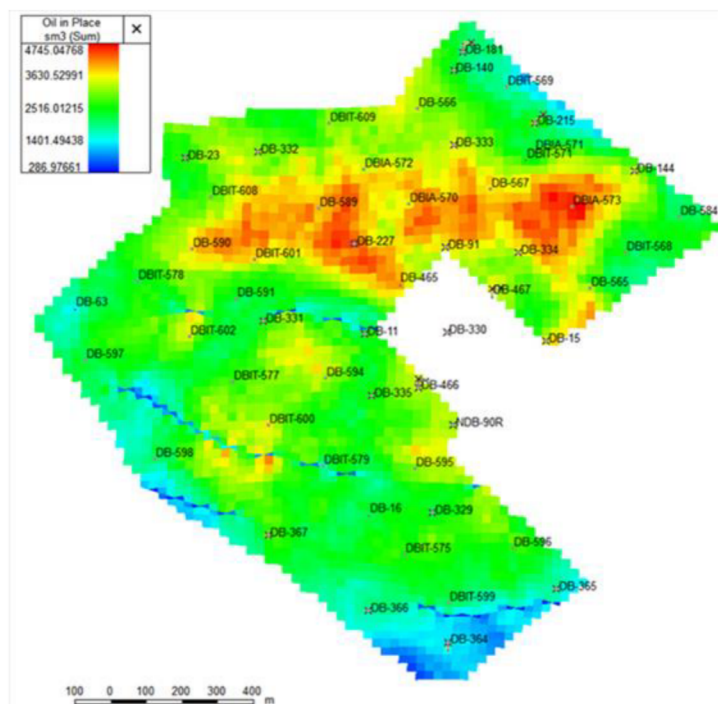 Oil in Place
sm3 (Sum)
4745.04768
3630.52991
2516.01215
1401.49438
286.97661
DB-181
DB-140
DBIT-569
DB-566
DBIT-609
DB-215
DB-333
DBIA-571
DBIT-571
DB-332
DB-23
DBIA-572
DB-144
DB-567
DBIT-608
DB-589
DBIA-570
DBIA-573
DB-584
DB-590
DB-227
DB-91
DB-334
DBIT-568
DBIT-601
DBIT-578
DB-465
DB-467
DB-565
DB-63
DB-591
DB-331
DBIT-602
DB-11
DB-330
DB-15
DB-597
DBIT-577
DB-594
DB-466
DB-335
DBIT-600
NDB-90R
DB-598
DBIT-579
DB-595
DB-16
DB-329
DB-367
DBIT-575
DB-596
DB-365
DBIT-599
DB-366
DB-364
100 0 100 200 300 400 m